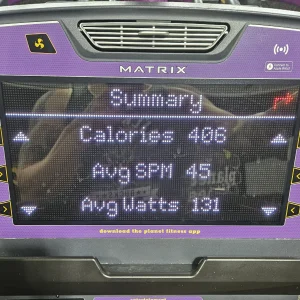 MATRIX
Summary
Calories 406
Avg SPM 45
Avg Watts 131
download the planet fitness app